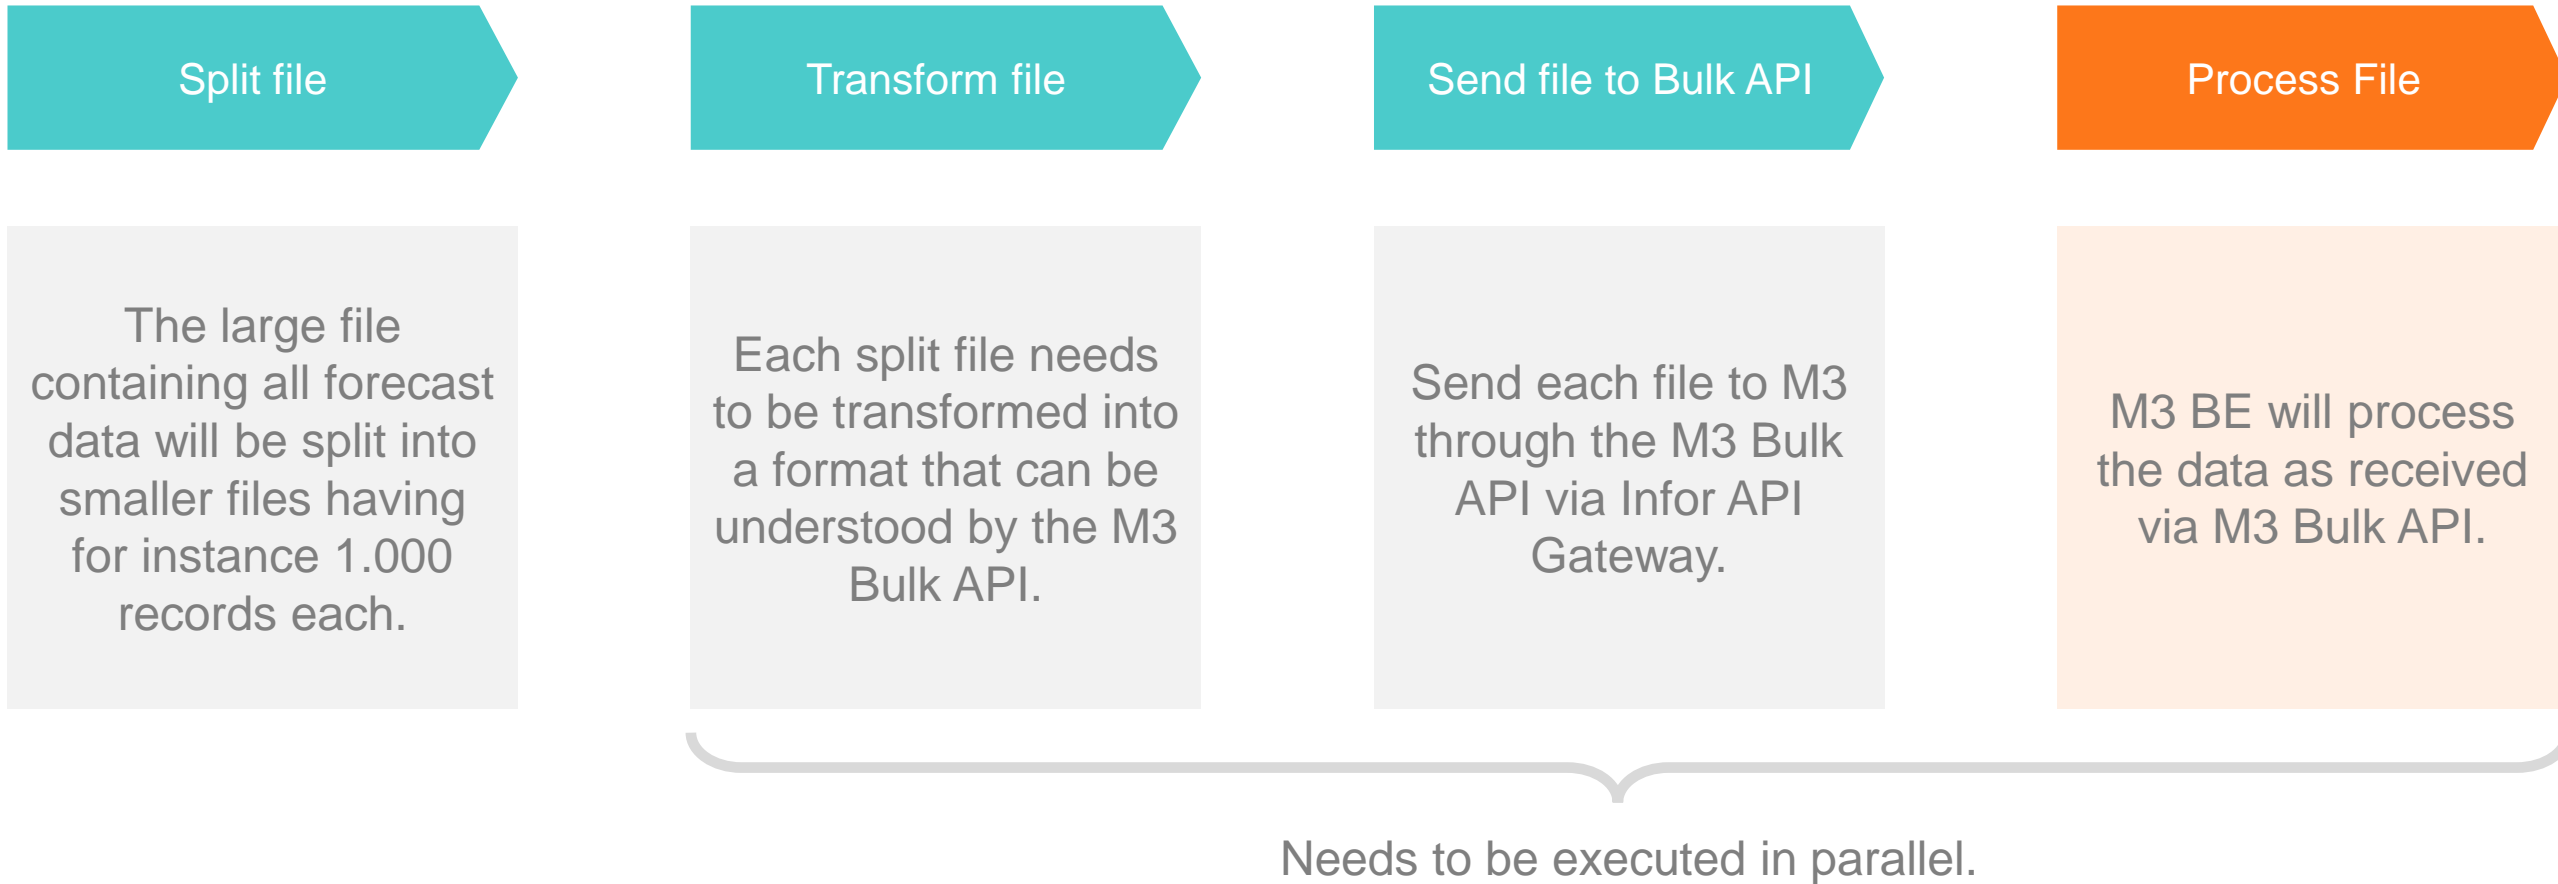 Split file
Transform file
Send file to Bulk API
Process File
The large file
containing all forecast
data will be split into
smaller files having
for instance 1.000
records each.
Each split file needs
to be transformed into
a format that can be
understood by the M3
Bulk API.
Send each file to M3
through the M3 Bulk
API via Infor API
Gateway.
M3 BE will process
the data as received
via M3 Bulk API.
Needs to be executed in parallel.